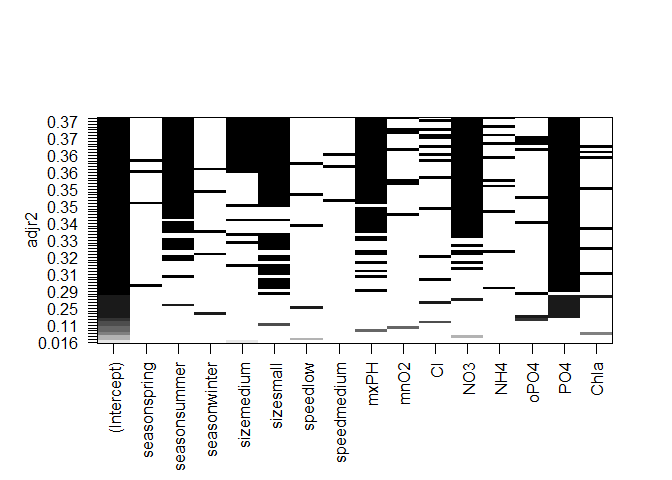 adjr2
0.37
0.37
0.36
0.36
0.35
0.35
0.34
0.33
0.32
0.31
0.29
0.25
0.11
0.016
(Intercept)
seasonspring
seasonsummer
seasonwinter
sizemedium
sizesmall
speedlow
speedmedium
mxPH
mnO2
Cl
NO3
NH4
oPO4
PO4
Chla